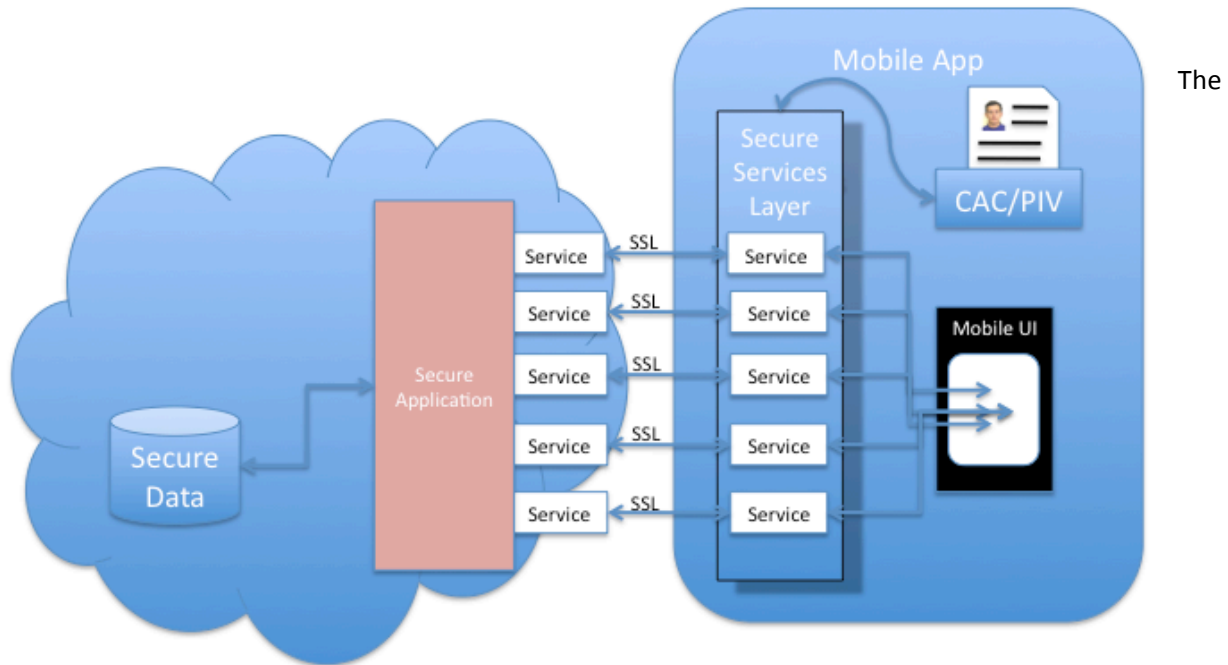 Mobile App
The
Secure
Services
Layer
CAC/PIV
Service
SSL
Service
Service
SSL
Service
Mobile UI
Secure
Application
Service
SSL
Service
Secure
Data
Service
SSL
Service
Service
SSL
Service